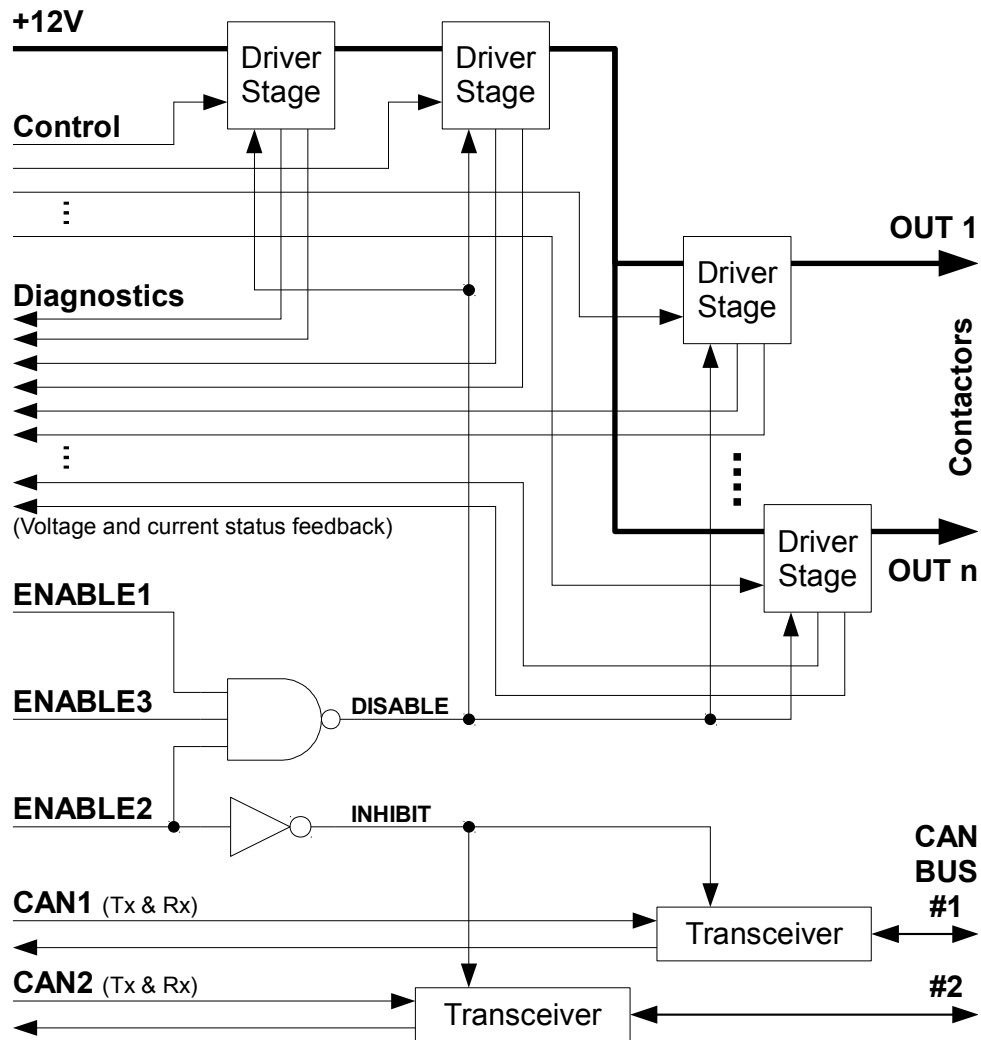 +12V
Driver
Stage
Driver
Stage
Control
...
OUT 1
Driver
Stage
Diagnostics
Contactors
...
....
(Voltage and current status feedback)
Driver
Stage
OUT n
ENABLE1
ENABLE3
DISABLE
ENABLE2
INHIBIT
CAN
BUS
#1
CAN1 (Tx & Rx)
Transceiver
CAN2 (Tx & Rx)
#2
Transceiver